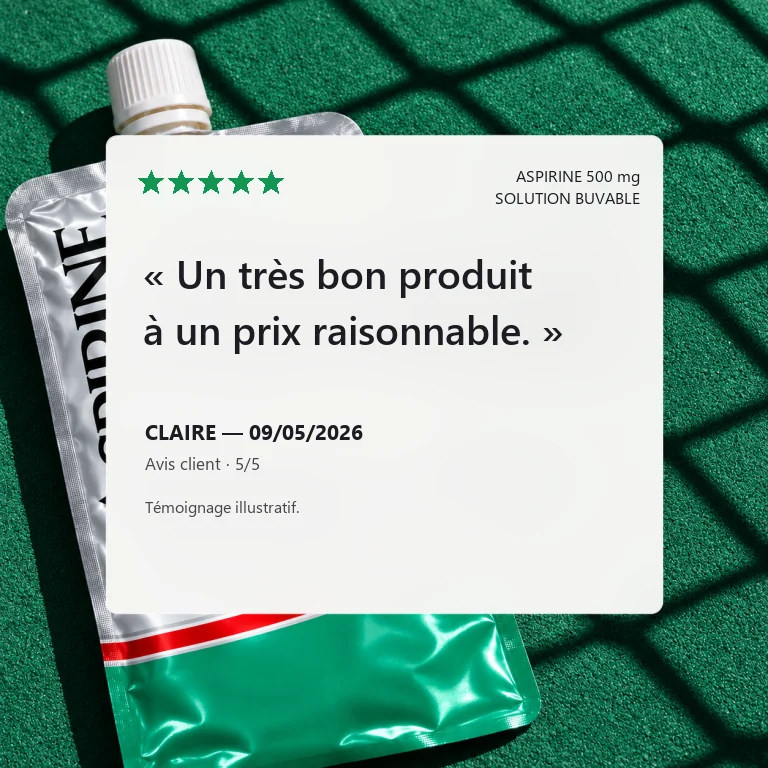 ASPIRINE 500 mg
SOLUTION BUVABLE
« Un très bon produit
à un prix raisonnable. »
CLAIRE — 09/05/2026
Avis client · 5/5
Témoignage illustratif.